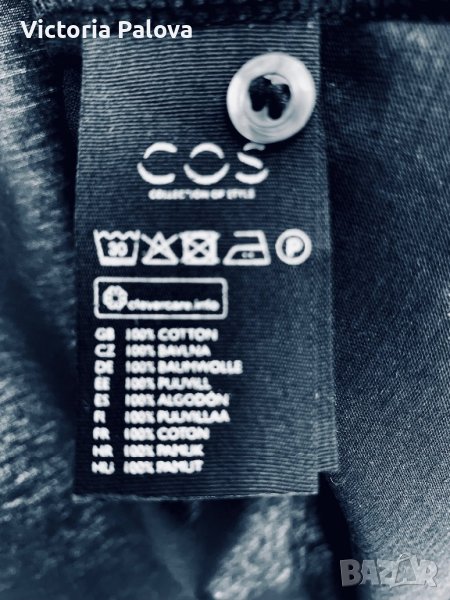 Victoria Palova
COS
COLLECTION OF STYLE
30
P
clevercare.info
GB 100% COTTON
CZ 100% BAVLNA
DE 100% BAUMWOLLE
EE 100% PUUVILL
ES 100% ALGODÓN
FI 100% PUUVILLAA
FR 100% COTON
HR 100% PAMUK
HU 100% PAMUT
BAZAR